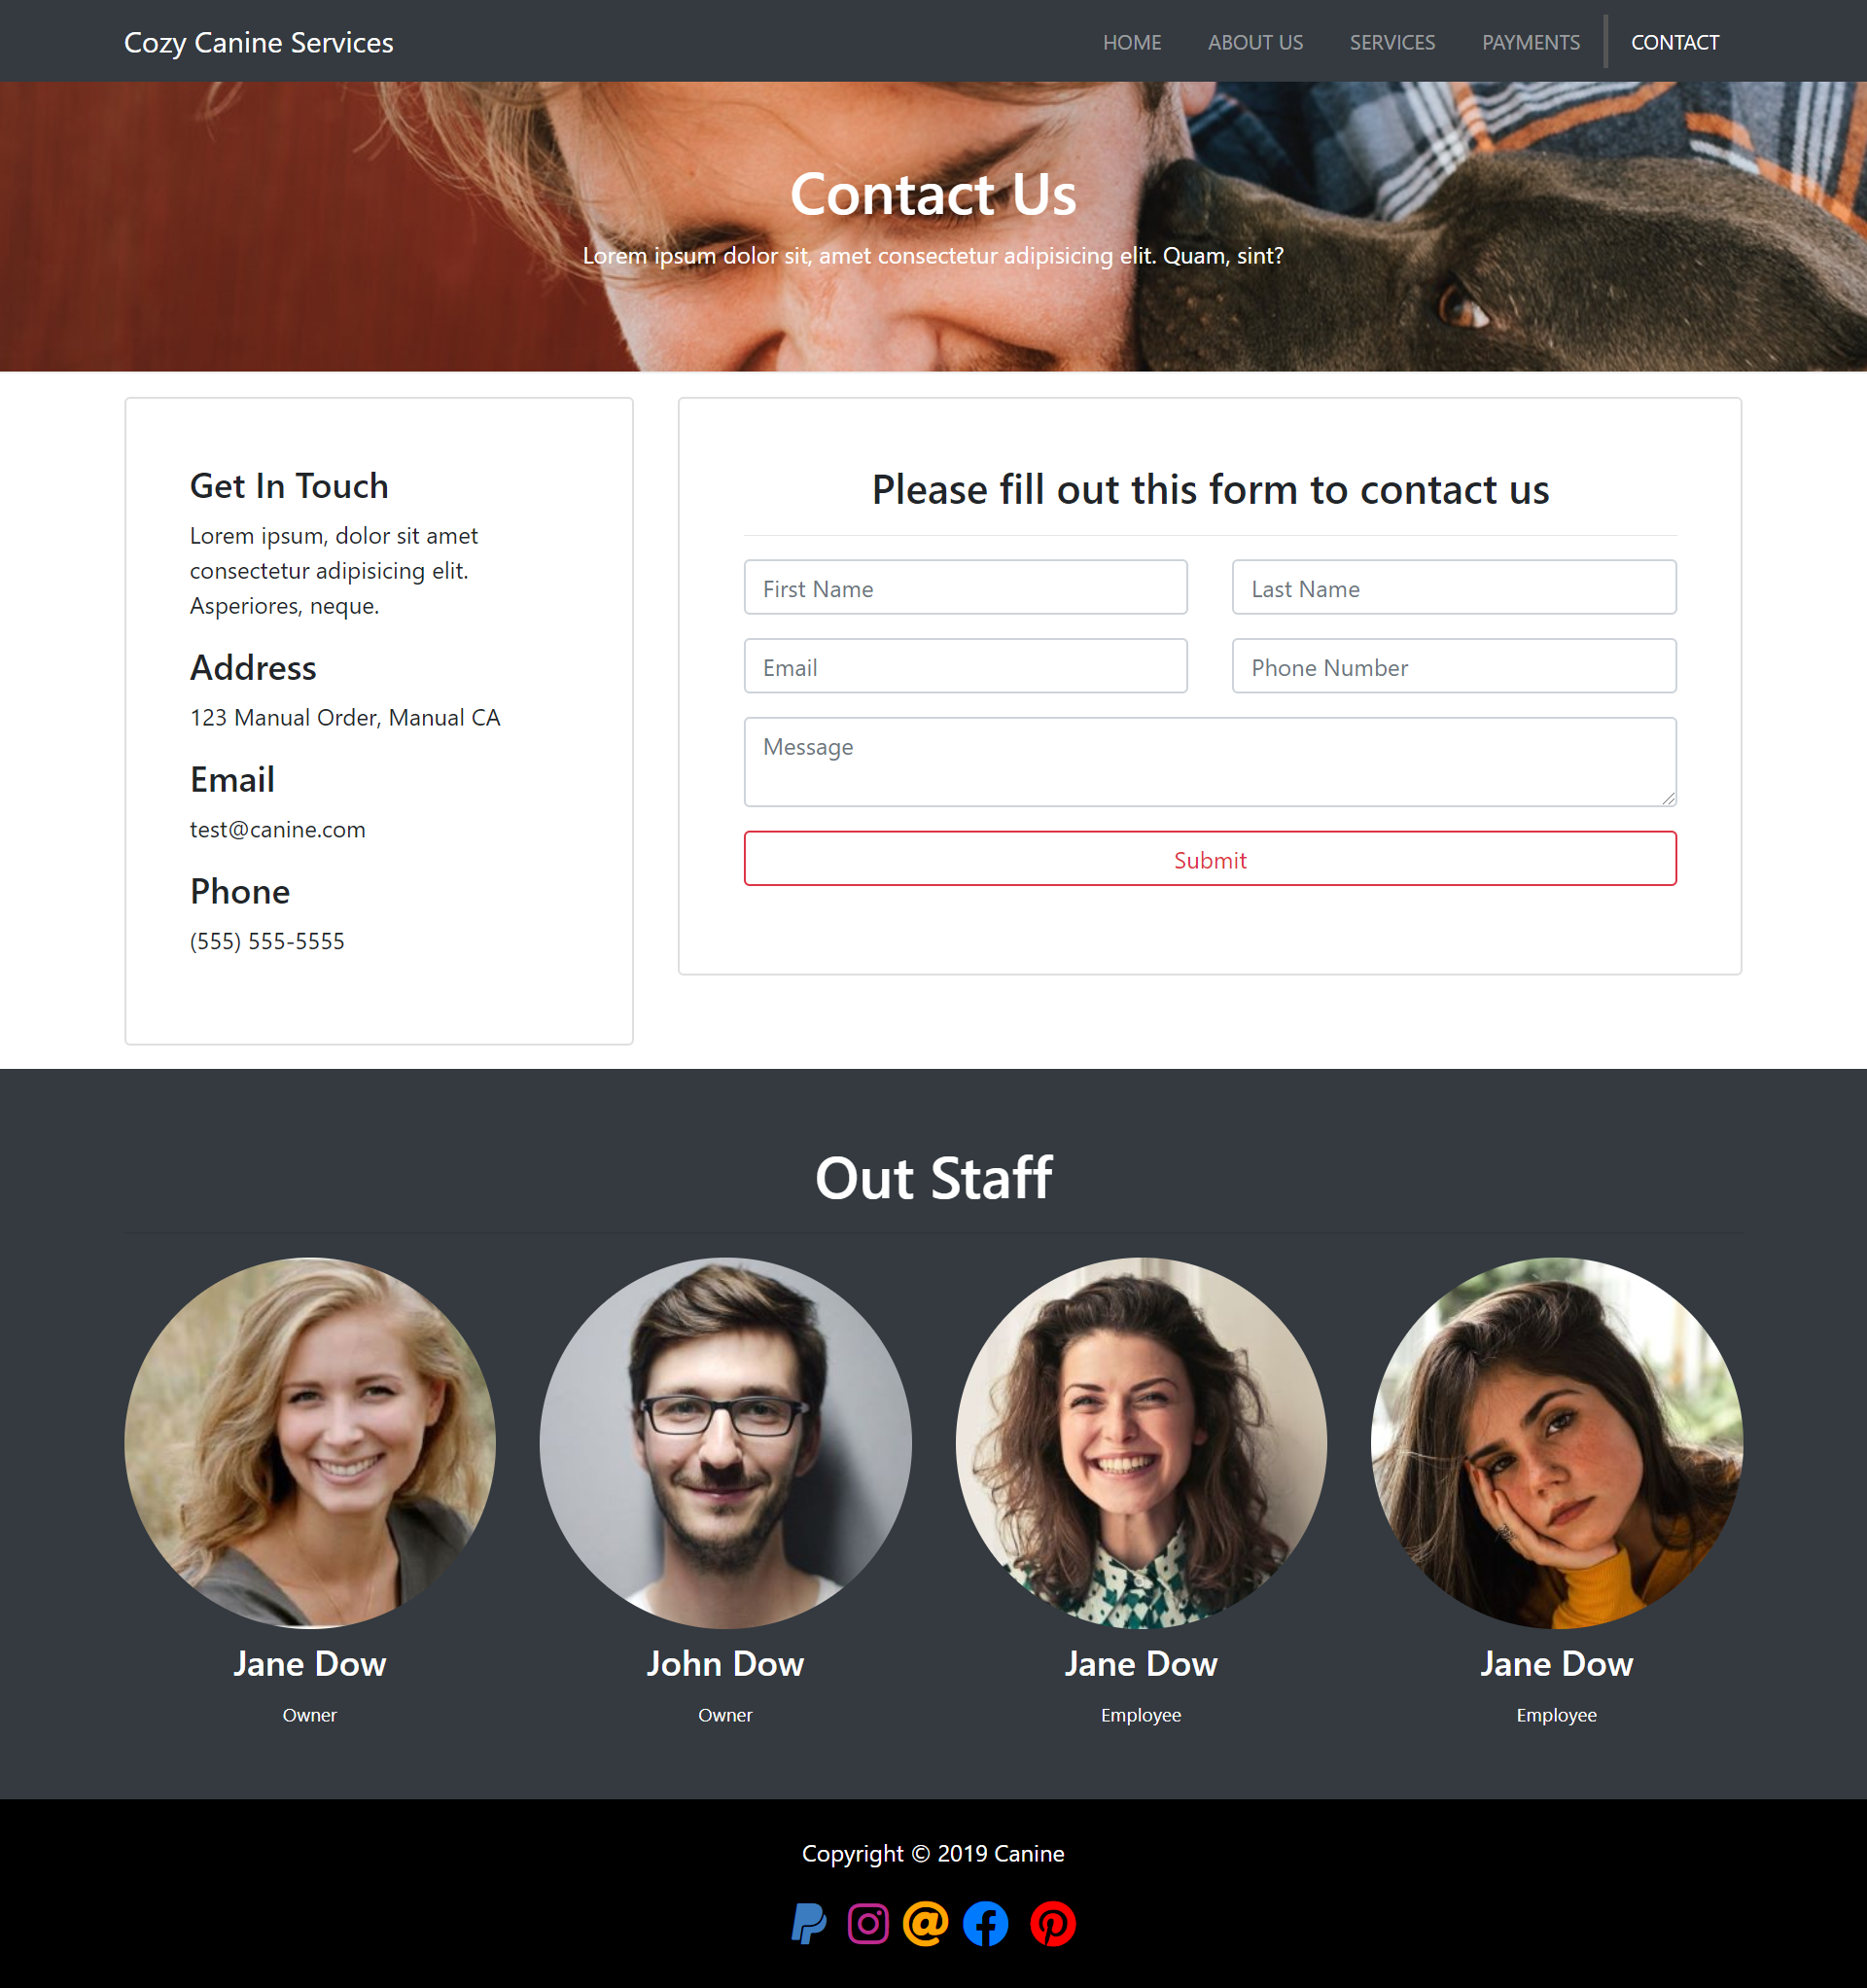 Cozy Canine Services
HOME
ABOUT US
SERVICES
PAYMENTS
CONTACT
Contact Us
Lorem ipsum dolor sit, amet consectetur adipisicing elit. Quam, sint?
Get In Touch
Lorem ipsum, dolor sit amet
consectetur adipisicing elit.
Asperiores, neque.
Address
123 Manual Order, Manual CA
Email
test@canine.com
Phone
(555) 555-5555
Please fill out this form to contact us
First Name
Last Name
Email
Phone Number
Message
Submit
Out Staff
Jane Dow
Owner
John Dow
Owner
Jane Dow
Employee
Jane Dow
Employee
Copyright © 2019 Canine